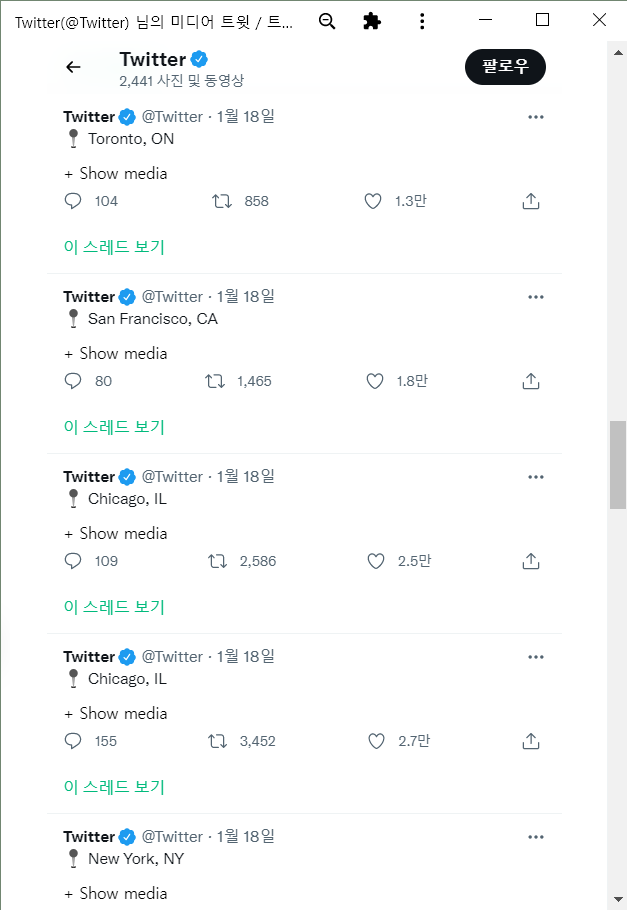 Twitter(@Twitter) 님의 미디어 트윗 / 트...
Twitter
2,441 사진 및 동영상
팔로우
Twitter @Twitter · 1월 18일
Toronto, ON
+ Show media
104 858 1.3만
이 스레드 보기
Twitter @Twitter · 1월 18일
San Francisco, CA
+ Show media
80 1,465 1.8만
이 스레드 보기
Twitter @Twitter · 1월 18일
Chicago, IL
+ Show media
109 2,586 2.5만
이 스레드 보기
Twitter @Twitter · 1월 18일
Chicago, IL
+ Show media
155 3,452 2.7만
이 스레드 보기
Twitter @Twitter · 1월 18일
New York, NY
+ Show media